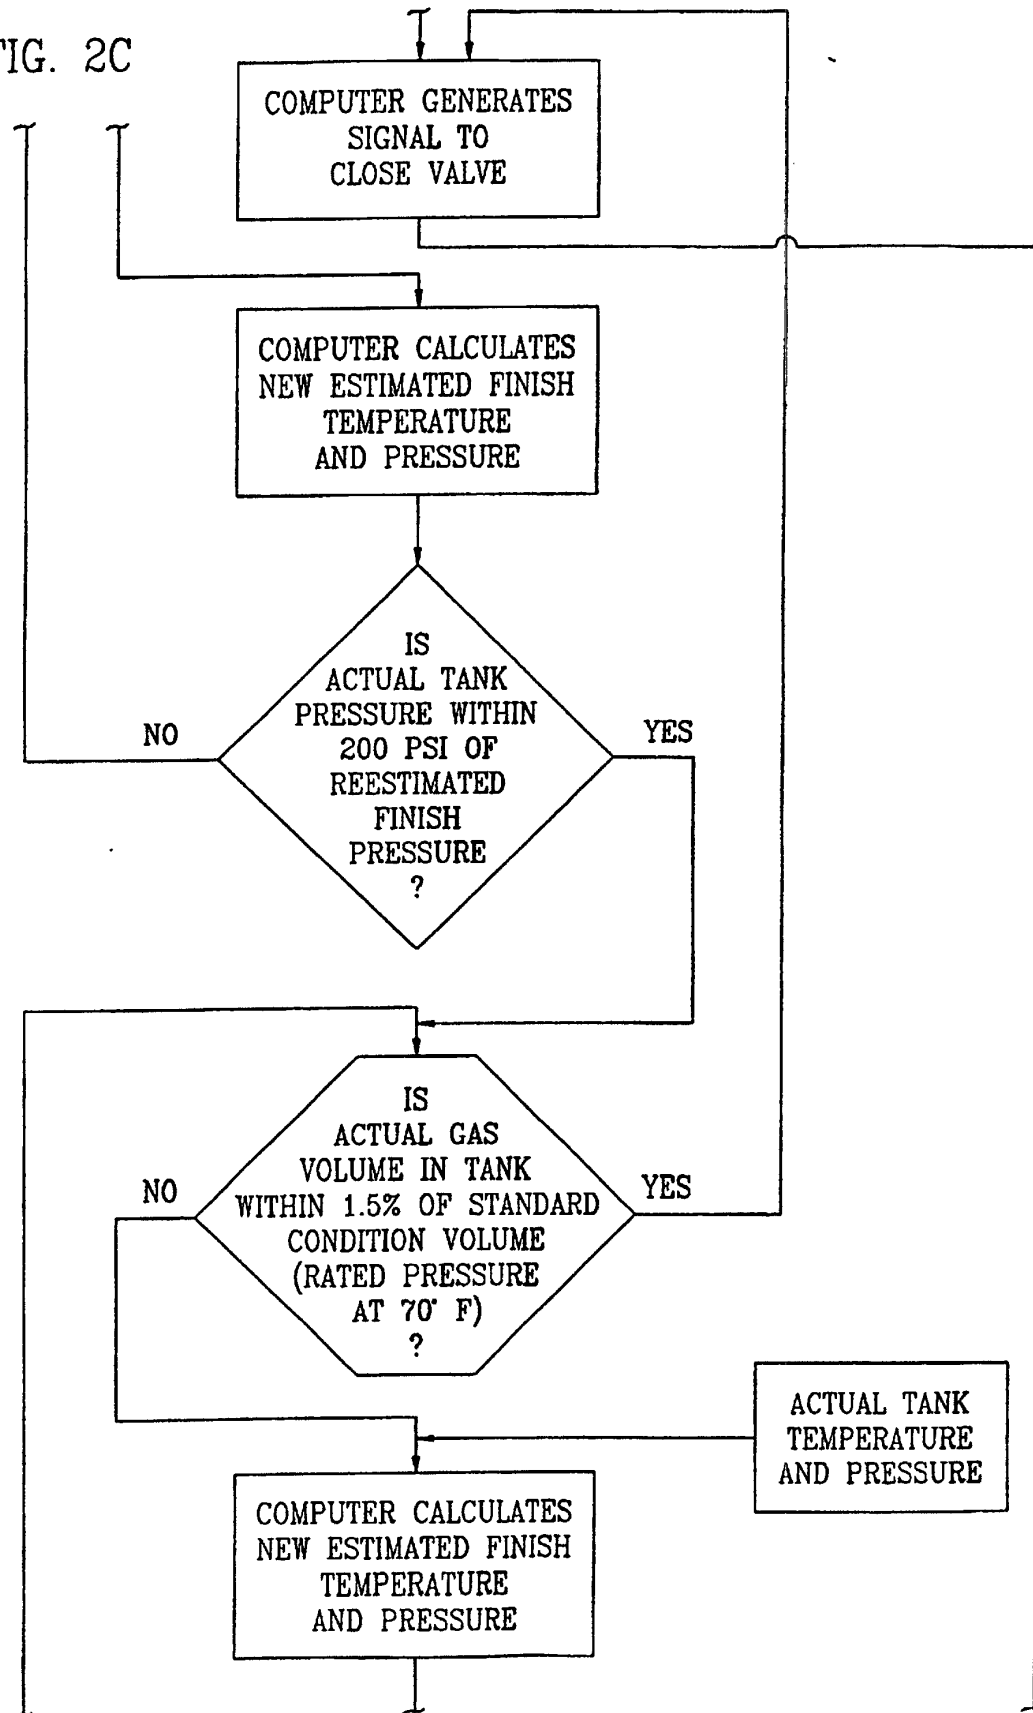 FIG. 2C
COMPUTER GENERATES
SIGNAL TO
CLOSE VALVE
COMPUTER CALCULATES
NEW ESTIMATED FINISH
TEMPERATURE
AND PRESSURE
IS
ACTUAL TANK
PRESSURE WITHIN
200 PSI OF
REESTIMATED
FINISH
PRESSURE
?
NO
YES
IS
ACTUAL GAS
VOLUME IN TANK
WITHIN 1.5% OF STANDARD
CONDITION VOLUME
(RATED PRESSURE
AT 70° F)
?
NO
YES
ACTUAL TANK
TEMPERATURE
AND PRESSURE
COMPUTER CALCULATES
NEW ESTIMATED FINISH
TEMPERATURE
AND PRESSURE